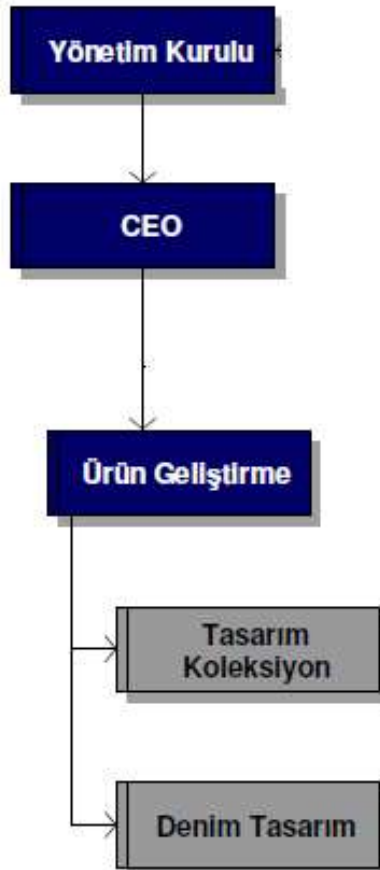 Yönetim Kurulu
CEO
Ürün Geliştirme
Tasarım
Koleksiyon
Denim Tasarım